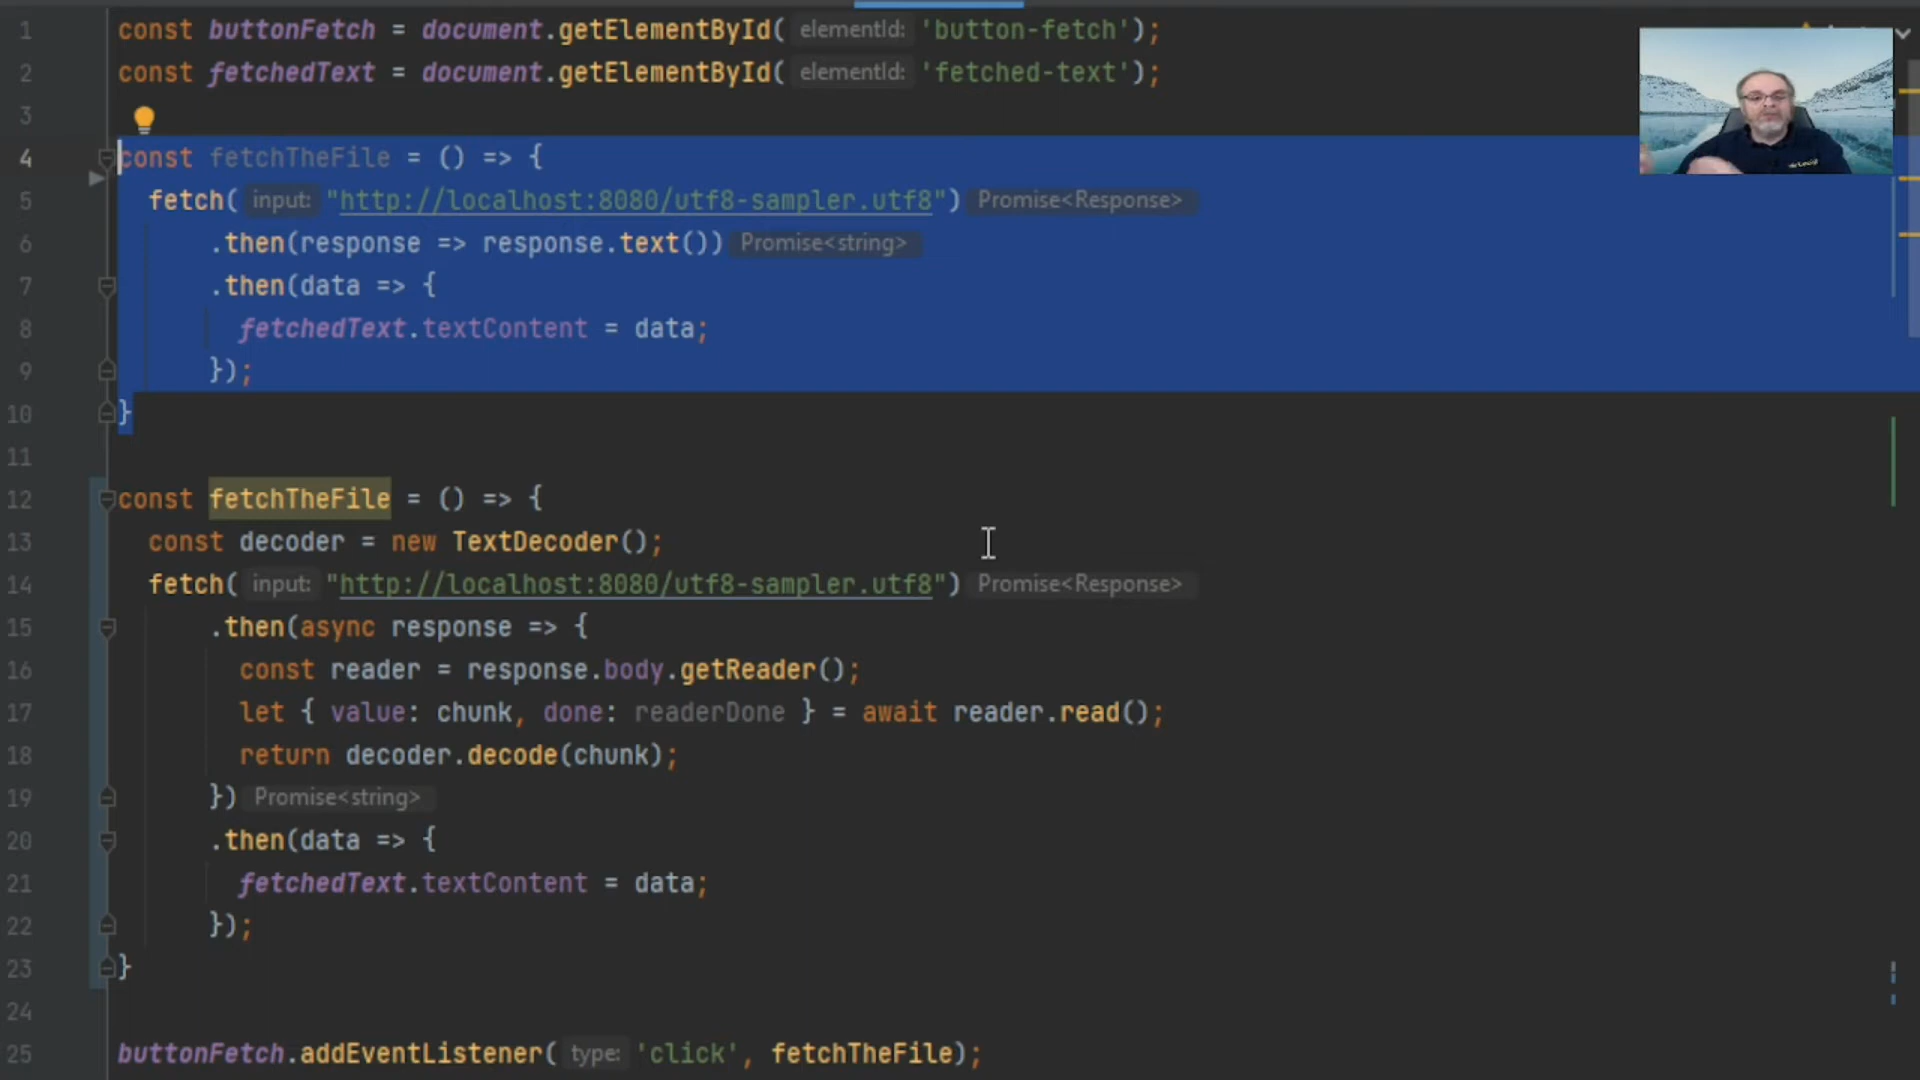 1 const buttonFetch = document.getElementById( elementId: 'button-fetch');
2 const fetchedText = document.getElementById( elementId: 'fetched-text');
3
4 const fetchTheFile = () => {
5 fetch( input: "http://localhost:8080/utf8-sampler.utf8") Promise<Response>
6 .then(response => response.text()) Promise<string>
7 .then(data => {
8 fetchedText.textContent = data;
9 });
10 }
11
12 const fetchTheFile = () => {
13 const decoder = new TextDecoder();
14 fetch( input: "http://localhost:8080/utf8-sampler.utf8") Promise<Response>
15 .then(async response => {
16 const reader = response.body.getReader();
17 let { value: chunk, done: readerDone } = await reader.read();
18 return decoder.decode(chunk);
19 }) Promise<string>
20 .then(data => {
21 fetchedText.textContent = data;
22 });
23 }
24
25 buttonFetch.addEventListener( type: 'click', fetchTheFile);